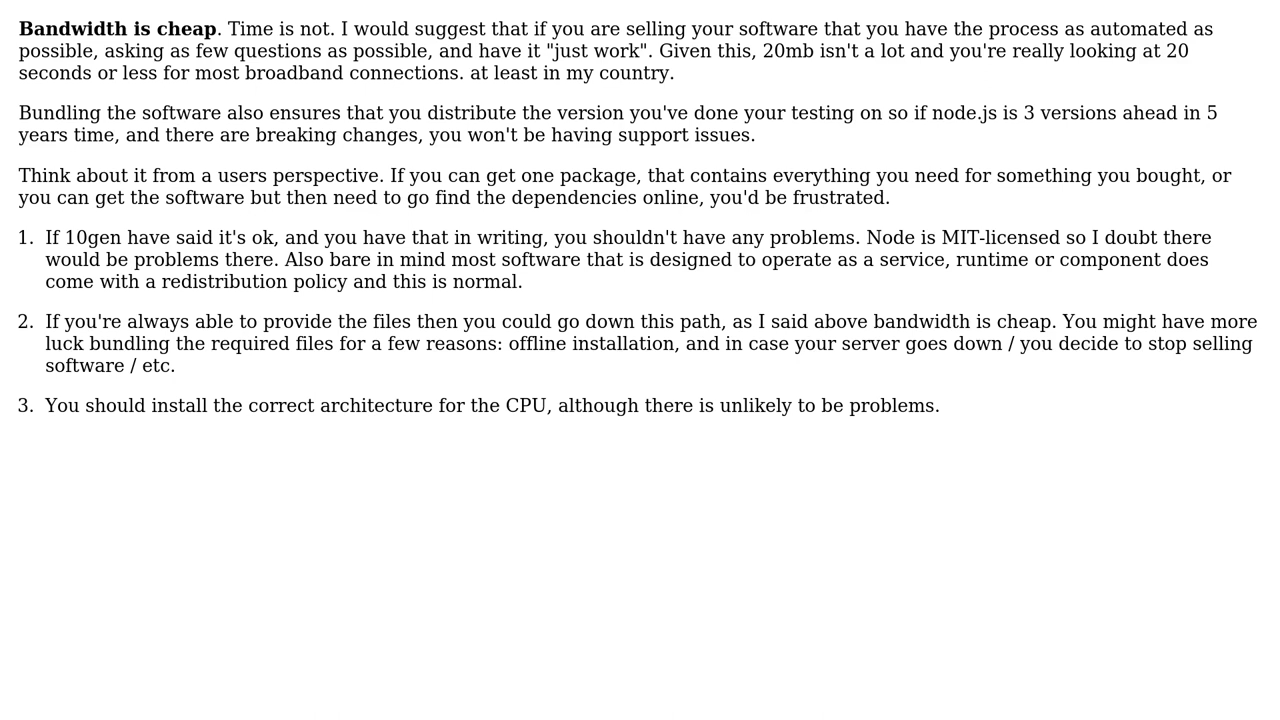 Bandwidth is cheap. Time is not. I would suggest that if you are selling your software that you have the process as automated as
possible, asking as few questions as possible, and have it "just work". Given this, 20mb isn't a lot and you're really looking at 20
seconds or less for most broadband connections. at least in my country.
Bundling the software also ensures that you distribute the version you've done your testing on so if node.js is 3 versions ahead in 5
years time, and there are breaking changes, you won't be having support issues.
Think about it from a users perspective. If you can get one package, that contains everything you need for something you bought, or
you can get the software but then need to go find the dependencies online, you'd be frustrated.
1. If 10gen have said it's ok, and you have that in writing, you shouldn't have any problems. Node is MIT-licensed so I doubt there
would be problems there. Also bare in mind most software that is designed to operate as a service, runtime or component does
come with a redistribution policy and this is normal.
2. If you're always able to provide the files then you could go down this path, as I said above bandwidth is cheap. You might have more
luck bundling the required files for a few reasons: offline installation, and in case your server goes down / you decide to stop selling
software / etc.
3. You should install the correct architecture for the CPU, although there is unlikely to be problems.